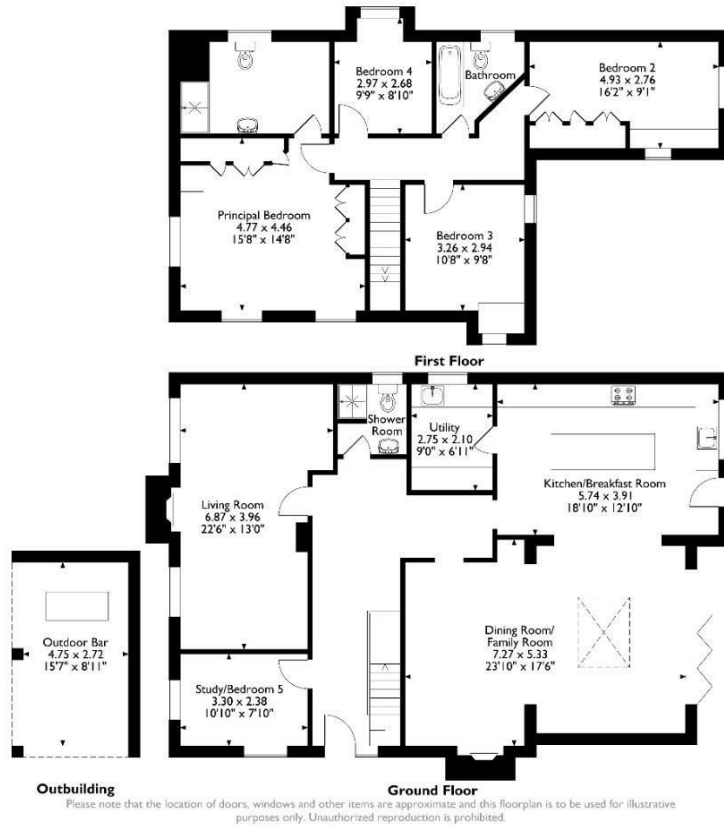 Bedroom 4
2.97 x 2.68
9'9" x 8'10"
Bathroom
Bedroom 2
4.93 x 2.76
16'2" x 9'1"
Principal Bedroom
4.77 x 4.46
15'8" x 14'8"
Bedroom 3
3.26 x 2.94
10'8" x 9'8"
First Floor
Shower
Room
Utility
2.75 x 2.10
9'0" x 6'11"
Kitchen/Breakfast Room
5.74 x 3.91
18'10" x 12'10"
Living Room
6.87 x 3.96
22'6" x 13'0"
Outdoor Bar
4.75 x 2.72
15'7" x 8'11"
Study/Bedroom 5
3.30 x 2.38
10'10" x 7'10"
Dining Room/
Family Room
7.27 x 5.33
23'10" x 17'6"
Outbuilding
Ground Floor
Please note that the location of doors, windows and other items are approximate and this floorplan is to be used for illustrative
purposes only. Unauthorized reproduction is prohibited.